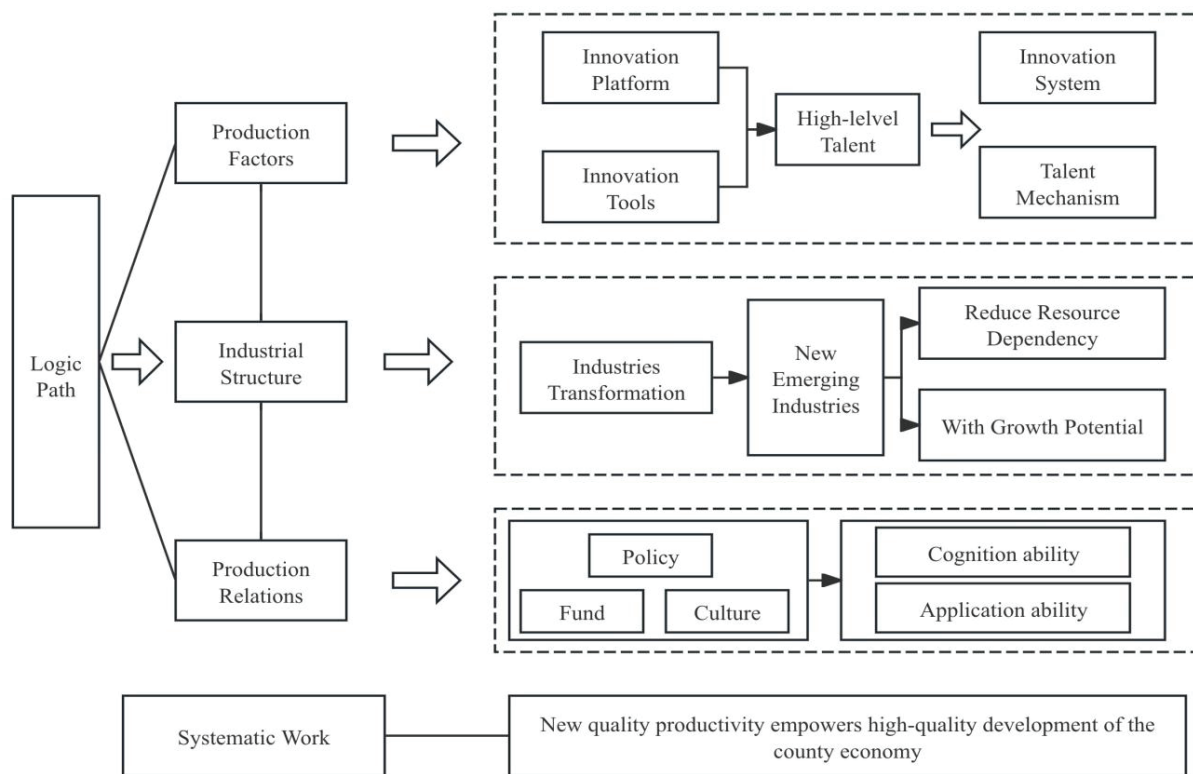 Logic
Path
Production
Factors
Industrial
Structure
Production
Relations
Innovation
Platform
Innovation
Tools
High-lelvel
Talent
Innovation
System
Talent
Mechanism
Industries
Transformation
New
Emerging
Industries
Reduce Resource
Dependency
With Growth Potential
Policy
Fund
Culture
Cognition ability
Application ability
Systematic Work
New quality productivity empowers high-quality development of the
county economy